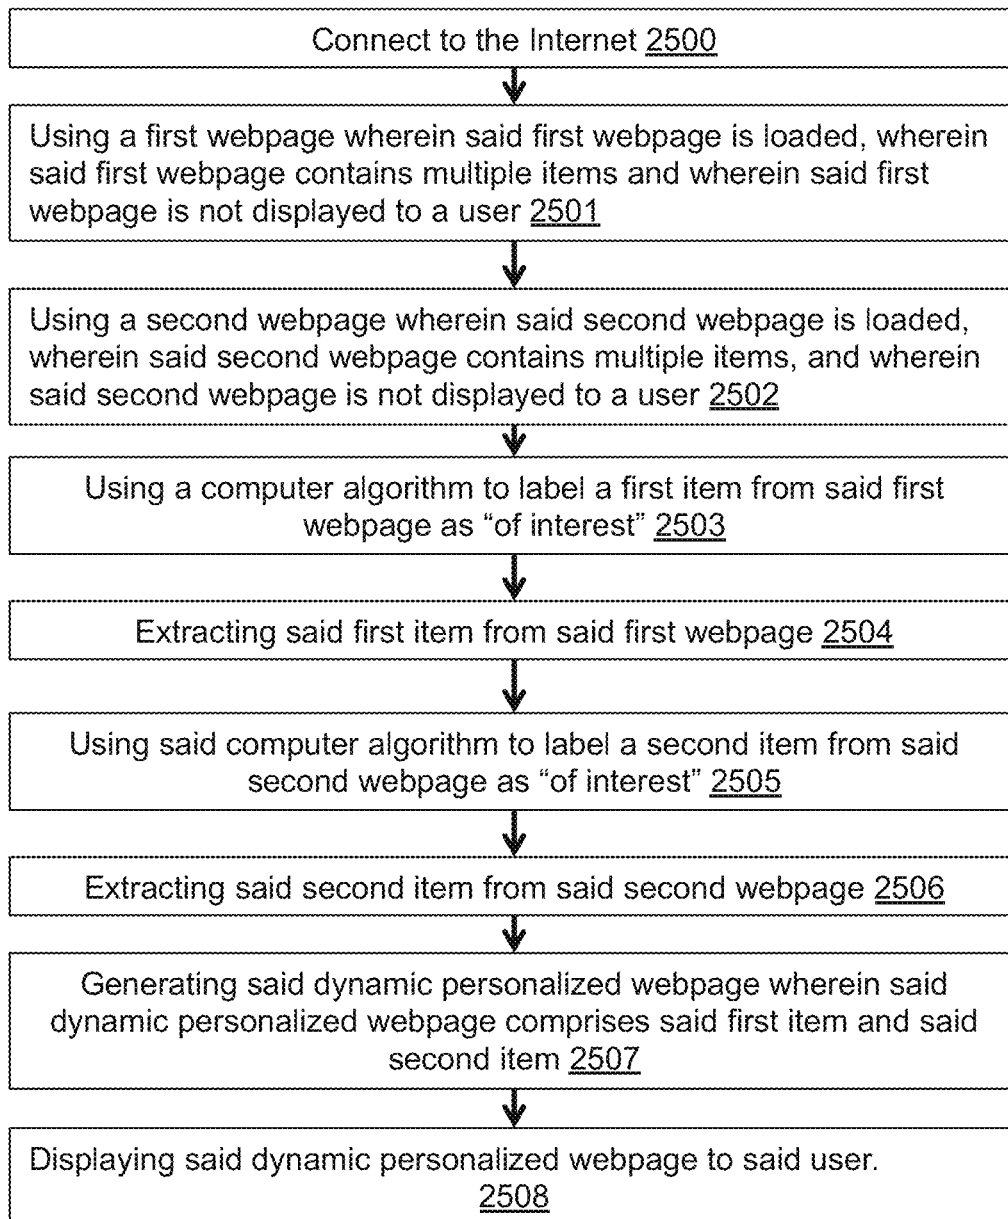 Connect to the Internet 2500
Using a first webpage wherein said first webpage is loaded, wherein
said first webpage contains multiple items and wherein said first
webpage is not displayed to a user 2501
Using a second webpage wherein said second webpage is loaded,
wherein said second webpage contains multiple items, and wherein
said second webpage is not displayed to a user 2502
Using a computer algorithm to label a first item from said first
webpage as “of interest” 2503
Extracting said first item from said first webpage 2504
Using said computer algorithm to label a second item from said
second webpage as “of interest” 2505
Extracting said second item from said second webpage 2506
Generating said dynamic personalized webpage wherein said
dynamic personalized webpage comprises said first item and said
second item 2507
Displaying said dynamic personalized webpage to said user.
2508